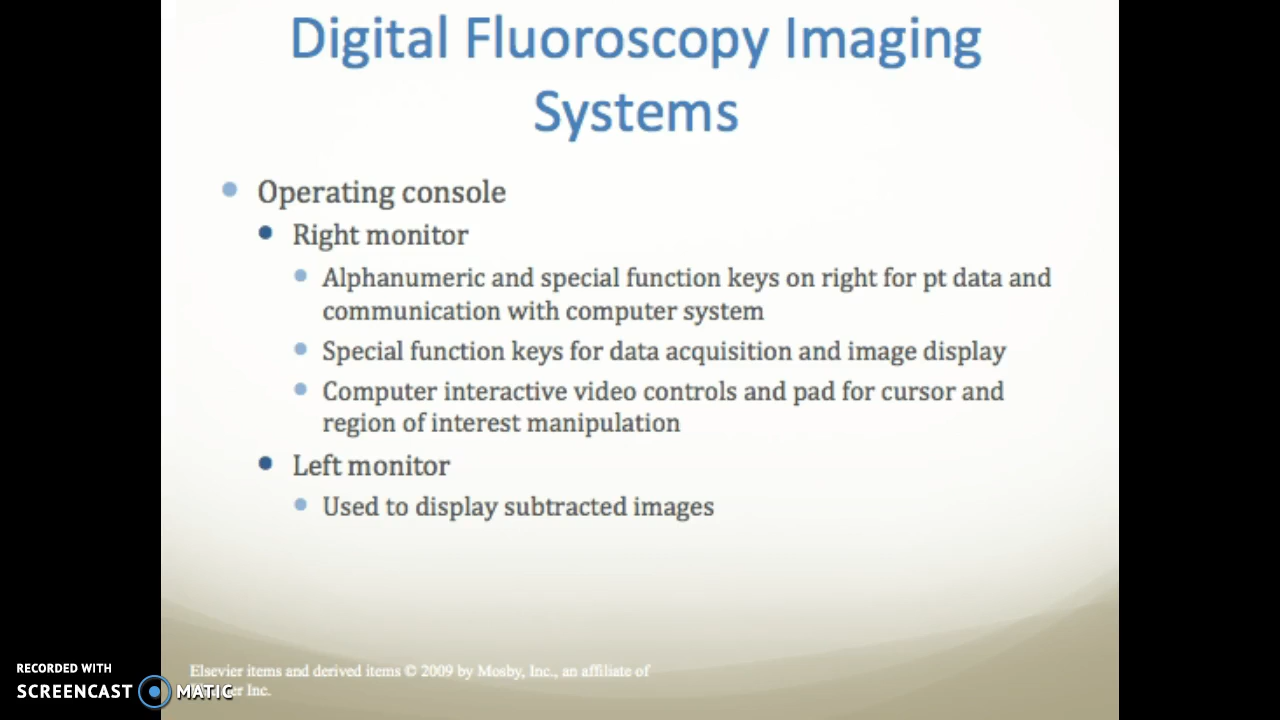 Digital Fluoroscopy Imaging
Systems
Operating console
Right monitor
Alphanumeric and special function keys on right for pt data and
communication with computer system
Special function keys for data acquisition and image display
Computer interactive video controls and pad for cursor and
region of interest manipulation
Left monitor
Used to display subtracted images
Elsevier items and derived items © 2009 by Mosby, Inc., an affiliate of
Inc.
RECORDED WITH
SCREENCAST MATIC